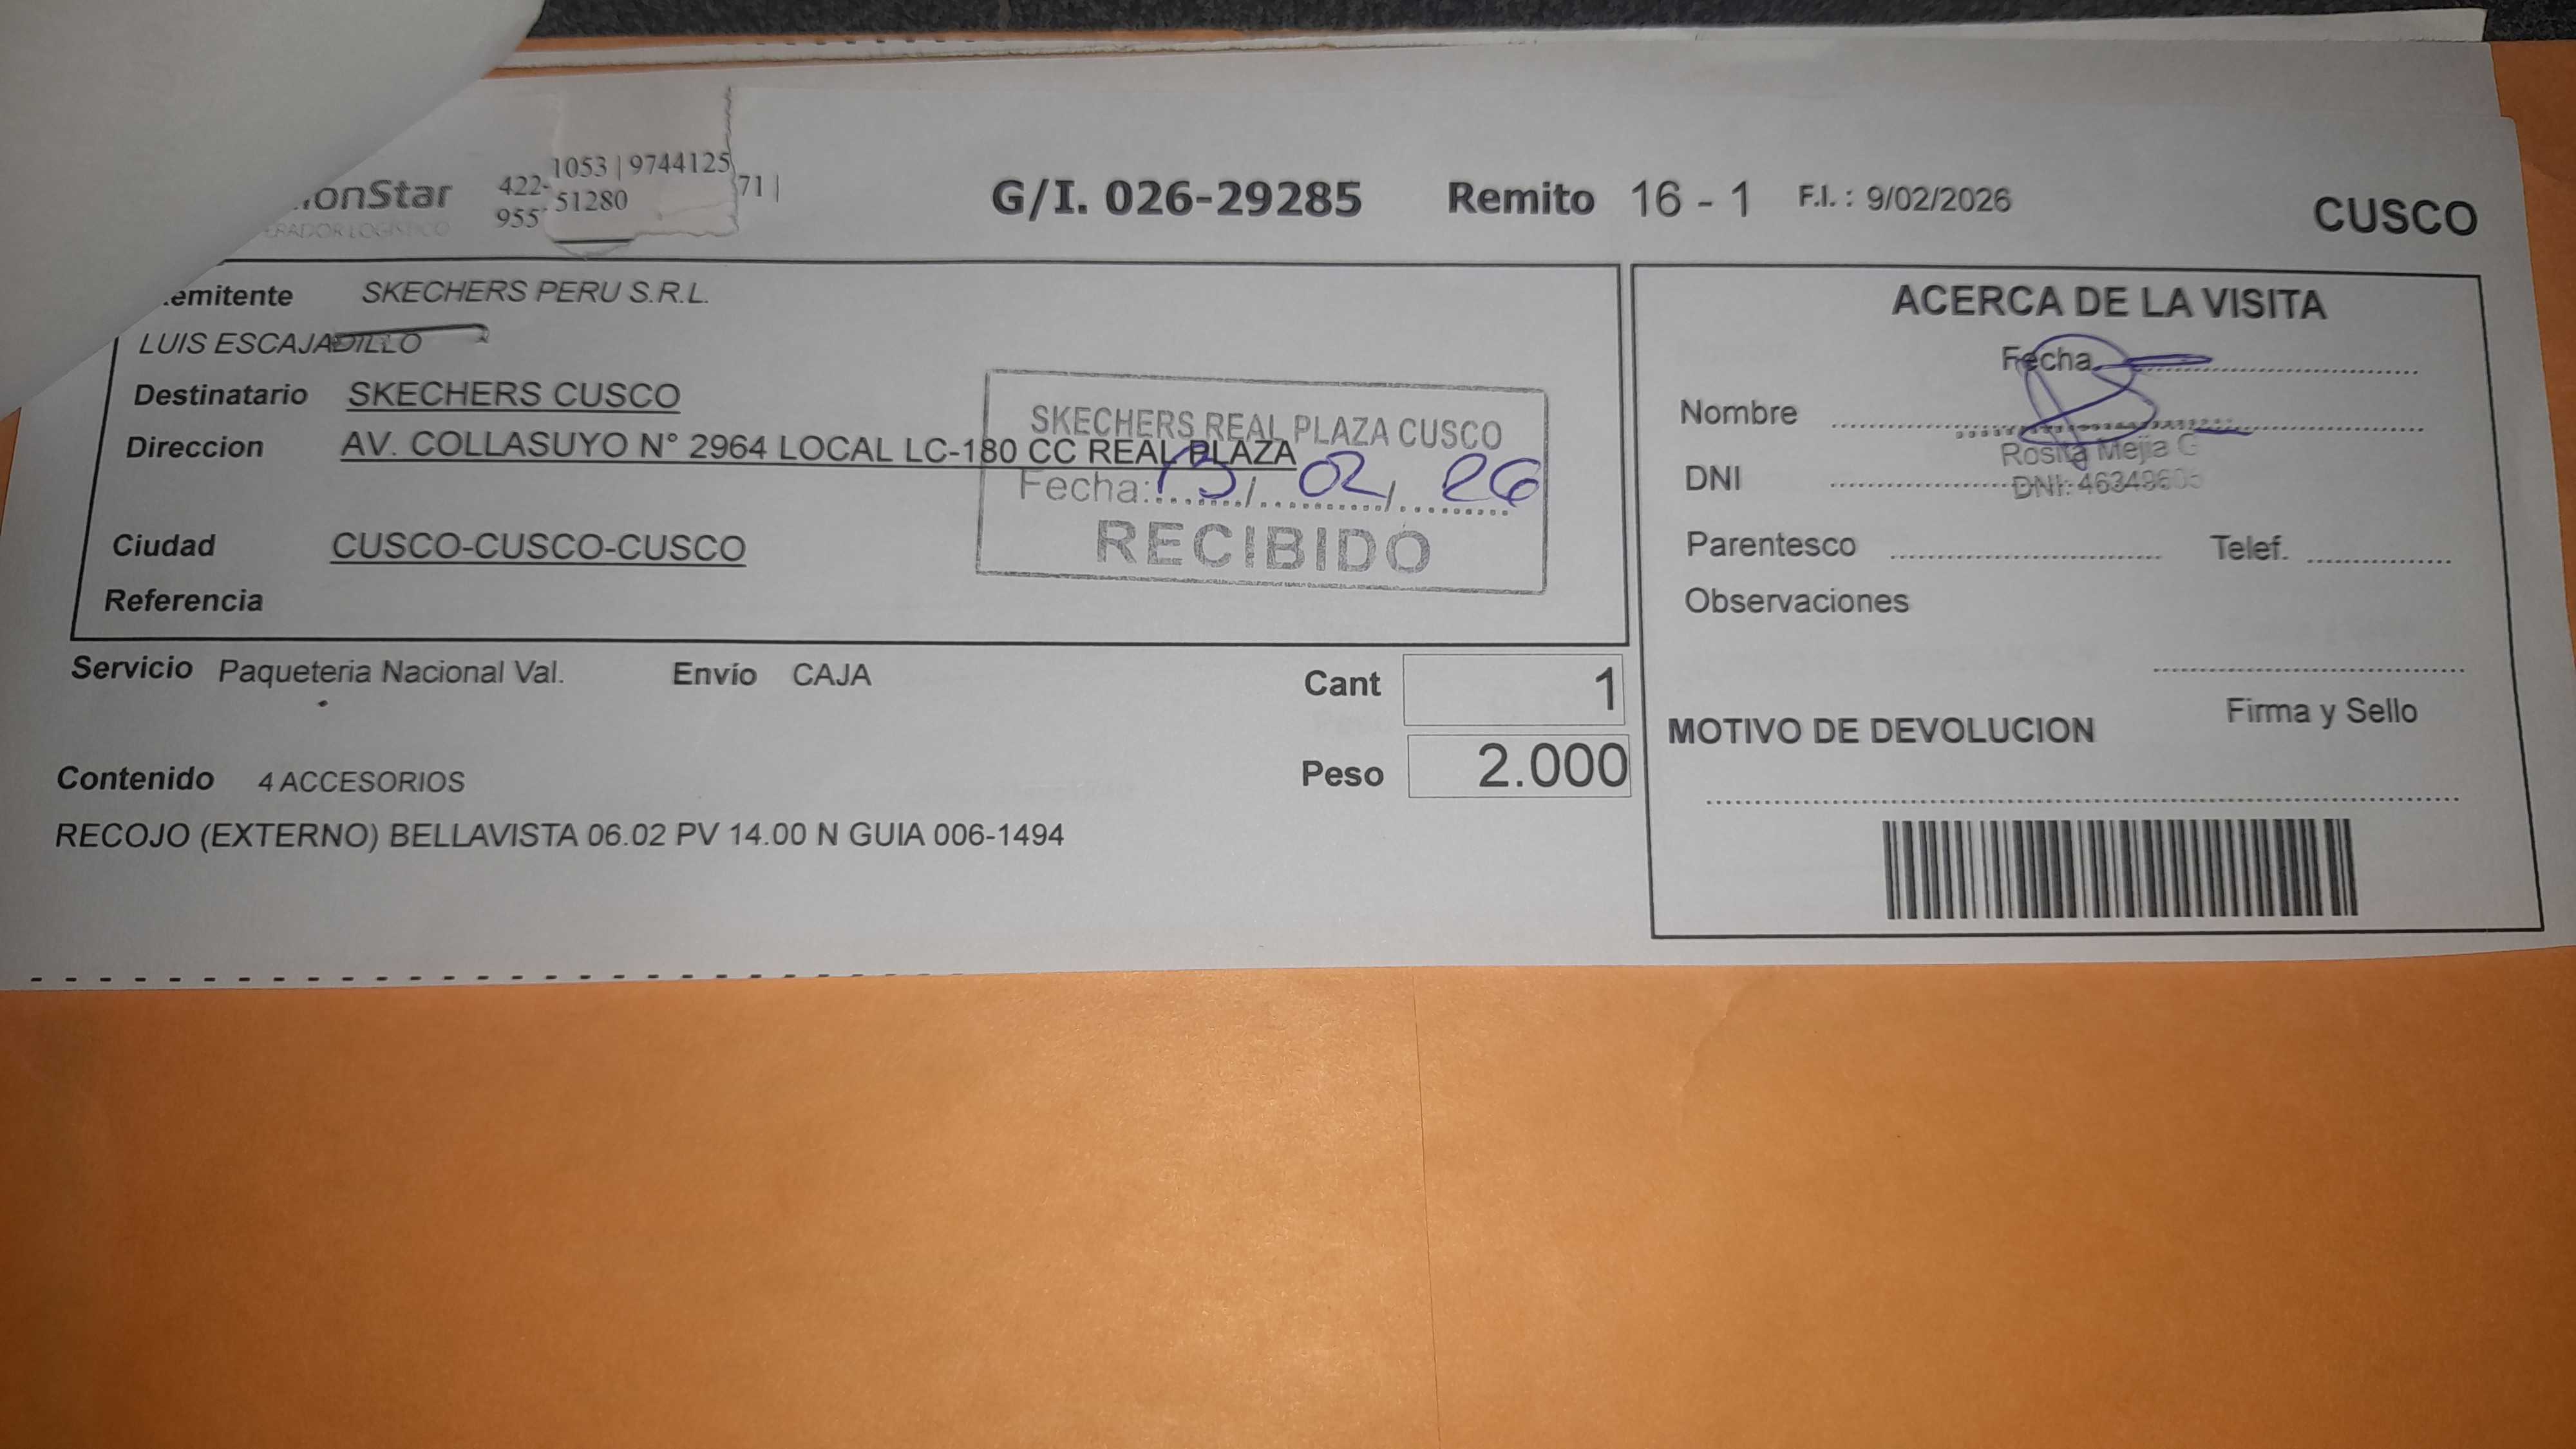 onStar
422- 1053 | 9744125 71 |
955 51280
G/I. 026-29285 Remito 16 - 1 F.I. : 9/02/2026
CUSCO
emitente SKECHERS PERU S.R.L.
LUIS ESCAJADILLO
Destinatario SKECHERS CUSCO
Direccion AV. COLLASUYO N° 2964 LOCAL LC-180 CC REAL PLAZA
Ciudad CUSCO-CUSCO-CUSCO
Referencia
SKECHERS REAL PLAZA CUSCO
Fecha: 13/ 02/ 26
RECIBIDO
Servicio Paqueteria Nacional Val. Envío CAJA
Cant 1
Peso 2.000
Contenido 4 ACCESORIOS
RECOJO (EXTERNO) BELLAVISTA 06.02 PV 14.00 N GUIA 006-1494
ACERCA DE LA VISITA
Fecha
Nombre
Rosita Mejia G
DNI
DNI:
Parentesco Telef.
Observaciones
Firma y Sello
MOTIVO DE DEVOLUCION